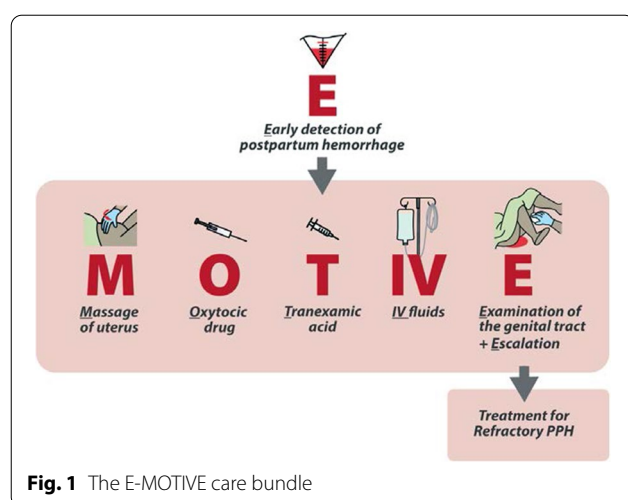 E
Early detection of
postpartum hemorrhage
M
Massage
of uterus
O
Oxytocic
drug
T
Tranexamic
acid
IV
IV fluids
E
Examination of
the genital tract
+ Escalation
Treatment for
Refractory PPH
Fig. 1 The E-MOTIVE care bundle